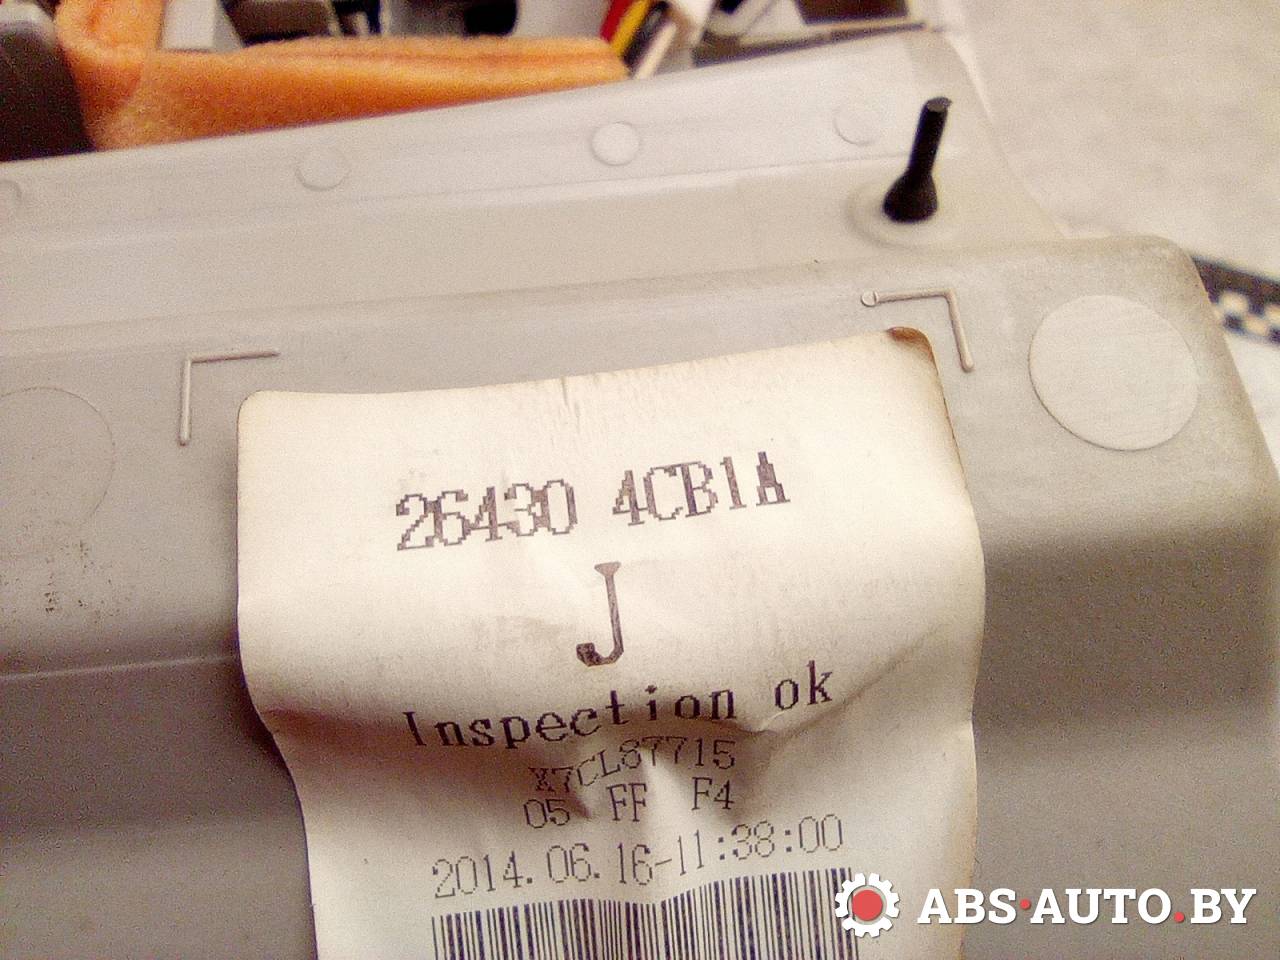 26430 4CB1A
J
Inspection ok
X7CL87715
05 FF F4
2014.06.16-11:38:00
ABS·AUTO.BY